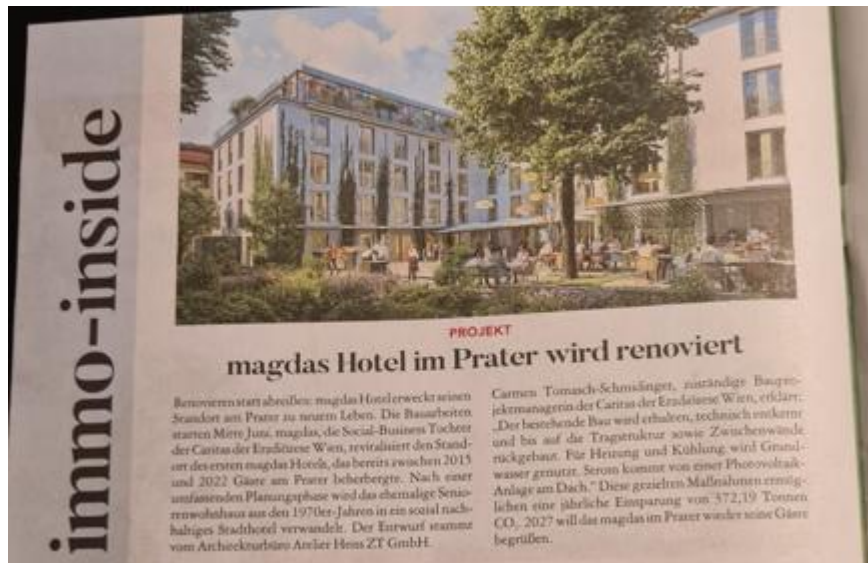 immo-inside
PROJEKT
magdas Hotel im Prater wird renoviert
Renovieren statt abreißen: magdas Hotel erweckt seinen
Standort am Prater zu neuem Leben. Die Bauarbeiten
starten Mitte Juni. magdas, die Social-Business Tochter
der Caritas der Erzdiözese Wien, revitalisiert den Stand-
ort des ersten magdas Hotels, das bereits zwischen 2015
und 2022 Gäste am Prater beherbergte. Nach einer
umfassenden Planungsphase wird das ehemalige Senio-
renwohnhaus aus den 1970er-Jahren in ein sozial nach-
haltiges Stadthotel verwandelt. Der Entwurf stammt
vom Architekturbüro Atelier Heiss ZT GmbH.
Carmen Tomasch-Schmidinger, zuständige Baupro-
jektmanagerin der Caritas der Erzdiözese Wien, erklärt:
„Der bestehende Bau wird erhalten, technisch entkernt
und bis auf die Tragstruktur sowie Zwischenwände
rückgebaut. Für Heizung und Kühlung wird Grund-
wasser genutzt. Strom kommt von einer Photovoltaik-
Anlage am Dach.“ Diese gezielten Maßnahmen ermög-
lichen eine jährliche Einsparung von 372,19 Tonnen
CO₂. 2027 will das magdas im Prater wieder seine Gäste
begrüßen.